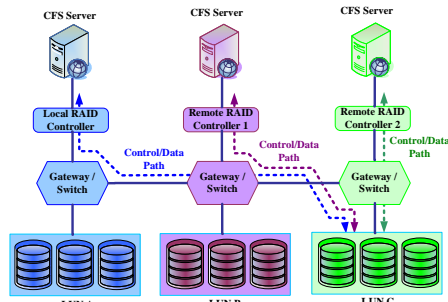 CFS Server
CFS Server
CFS Server
Local RAID
Controller
Remote RAID
Controller 1
Remote RAID
Controller 2
Control/Data
Path
Control/Data
Path
Control/Data
Path
Gateway /
Switch
Gateway /
Switch
Gateway /
Switch